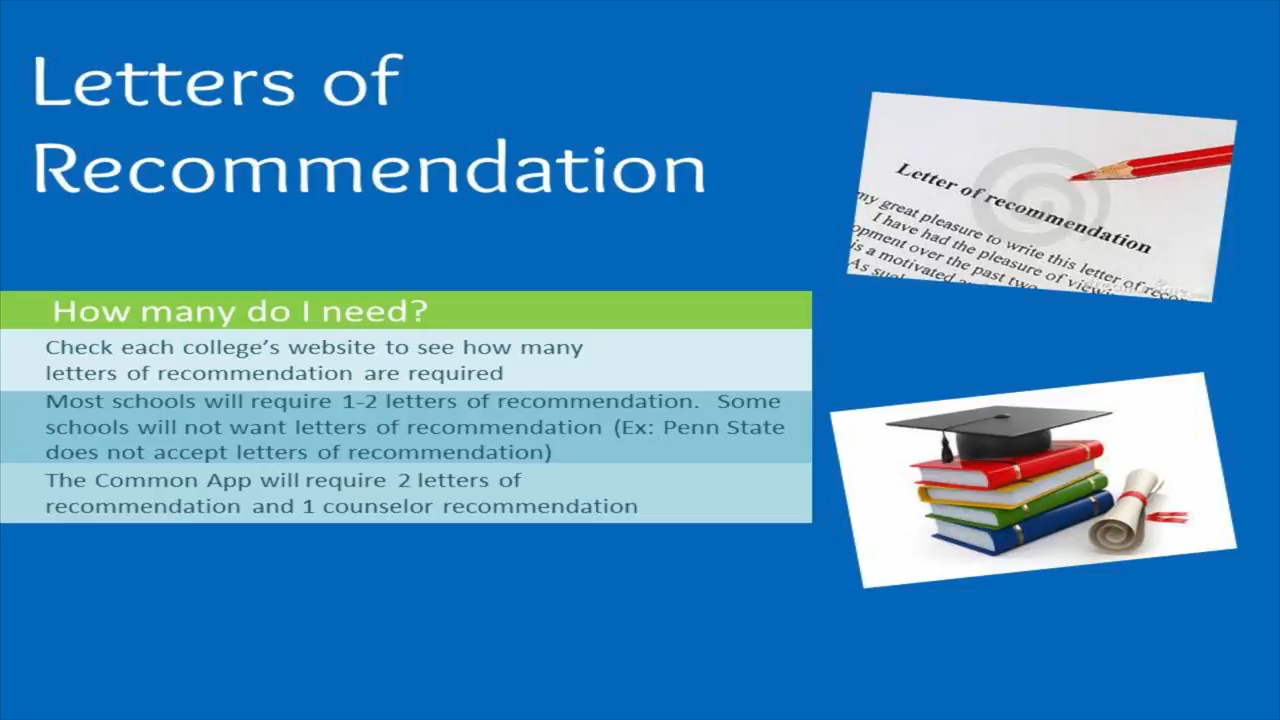 Letters of
Recommendation
How many do I need?
Check each college's website to see how many
letters of recommendation are required
Most schools will require 1-2 letters of recommendation.  Some
schools will not want letters of recommendation (Ex: Penn State
does not accept letters of recommendation)
The Common App will require 2 letters of
recommendation and 1 counselor recommendation
Letter of recommendation
my great pleasure to write this letter of recom
I have had the pleasure of viewi
opment over the past two
is a motivated
As suc